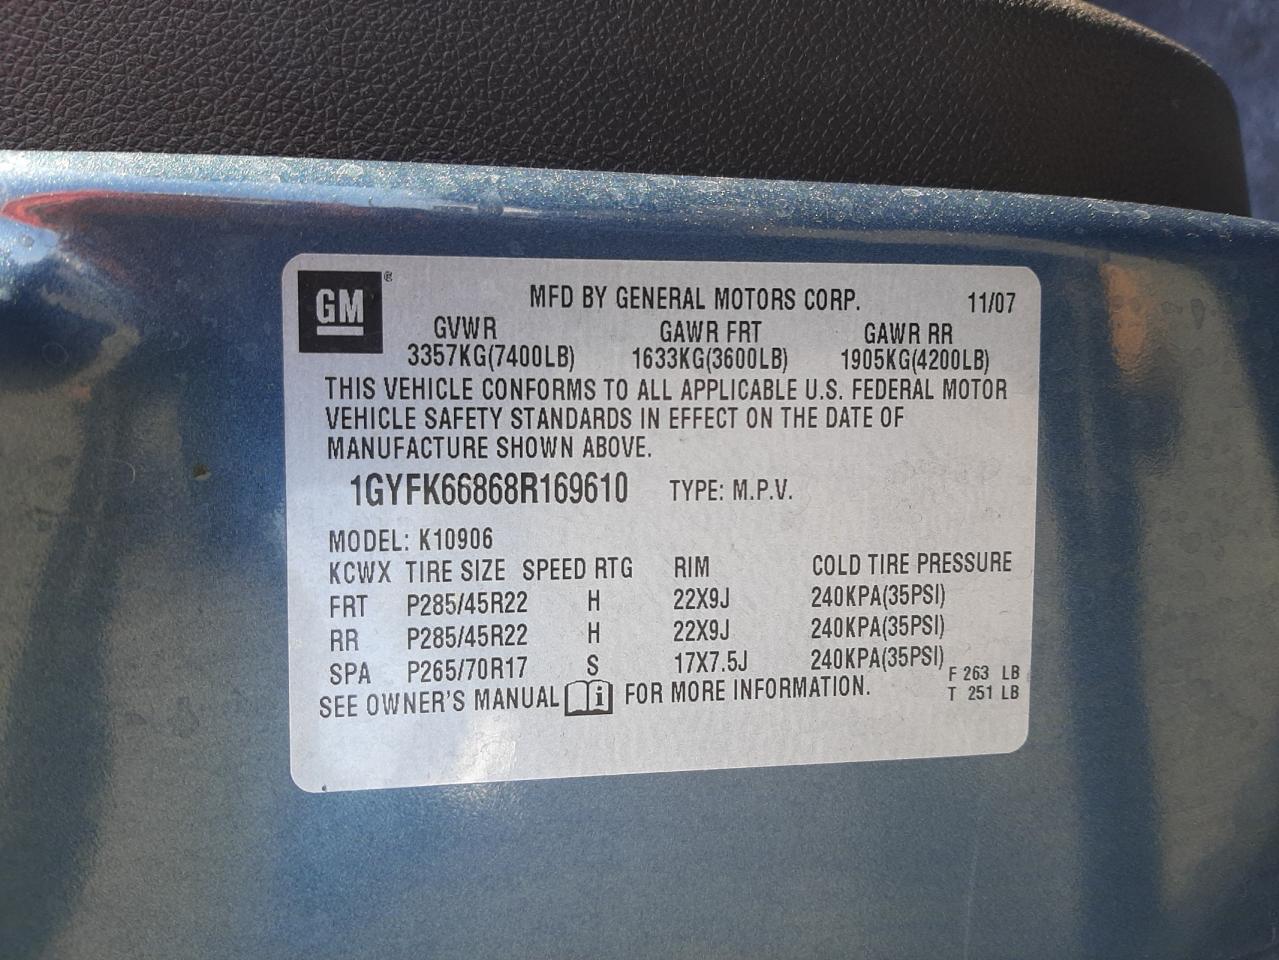 GM ®
MFD BY GENERAL MOTORS CORP. 11/07
GVWR GAWR FRT GAWR RR
3357KG(7400LB) 1633KG(3600LB) 1905KG(4200LB)
THIS VEHICLE CONFORMS TO ALL APPLICABLE U.S. FEDERAL MOTOR
VEHICLE SAFETY STANDARDS IN EFFECT ON THE DATE OF
MANUFACTURE SHOWN ABOVE.
1GYFK66868R169610 TYPE: M.P.V.
MODEL: K10906
KCWX TIRE SIZE SPEED RTG RIM COLD TIRE PRESSURE
FRT P285/45R22 H 22X9J 240KPA(35PSI)
RR P285/45R22 H 22X9J 240KPA(35PSI)
SPA P265/70R17 S 17X7.5J 240KPA(35PSI)
F 263 LB
SEE OWNER'S MANUAL FOR MORE INFORMATION.
T 251 LB